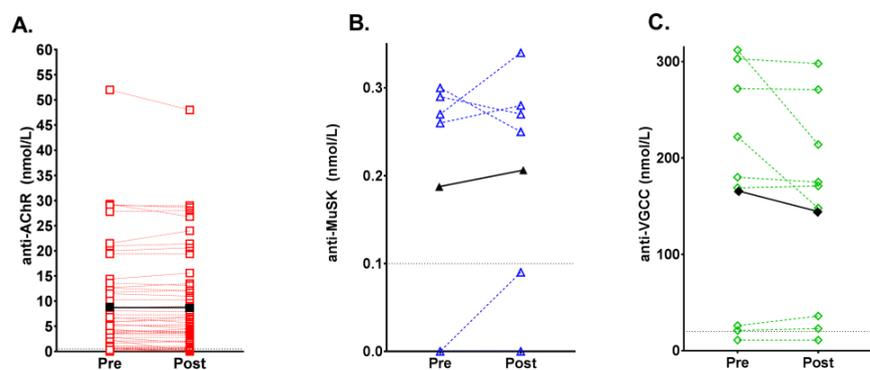 A.
60
55
50
45
40
35
30
25
20
15
10
5
0
anti-AChR (nmol/L)
Pre Post
B.
0.3
0.2
0.1
0.0
anti-MuSK (nmol/L)
Pre Post
C.
300
200
100
0
anti-VGCC (nmol/L)
Pre Post